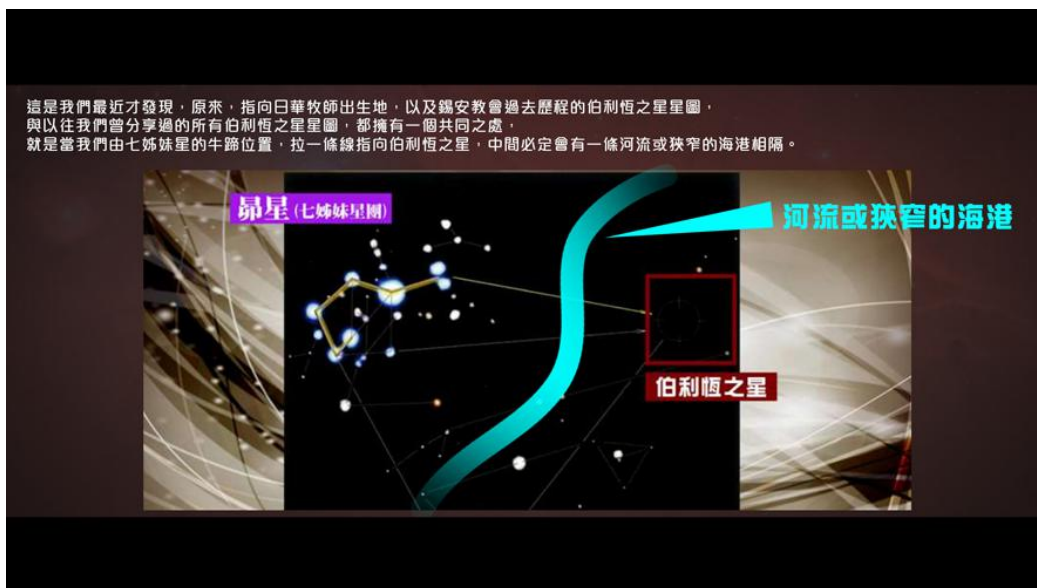 這是我們最近才發現，原來，指向日華牧師出生地，以及錫安教會過去歷程的伯利恆之星星圖，
與以往我們曾分享過的所有伯利恆之星星圖，都擁有一個共同之處，
就是當我們由七姊妹星的牛蹄位置，拉一條線指向伯利恆之星，中間必定會有一條河流或狹窄的海港相隔。
昴星(七姊妹星團)
河流或狹窄的海港
伯利恆之星